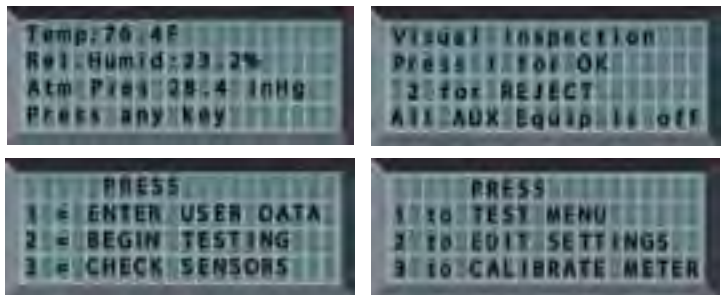 Temp:76.4F
Rel.Humid:23.2%
Atm Pres 28.4 inHg
Press any key
Visual Inspection
Press 1 for OK
2 for REJECT
All AUX Equip is off
PRESS
1 = ENTER USER DATA
2 = BEGIN TESTING
3 = CHECK SENSORS
PRESS
1 to TEST MENU
2 to EDIT SETTINGS
3 to CALIBRATE METER